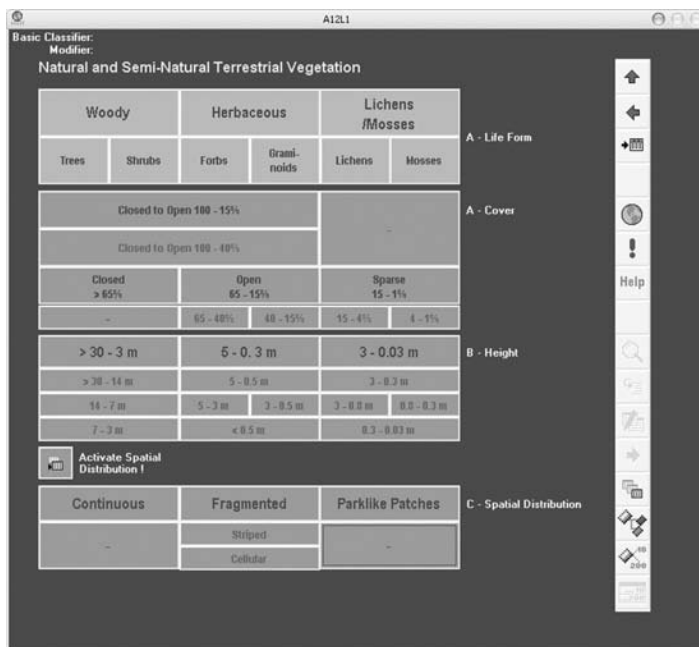 A12L1
Basic Classifier:
Modifier:
Natural and Semi-Natural Terrestrial Vegetation
Woody
Herbaceous
Lichens
/Mosses
Trees
Shrubs
Forbs
Grami-
noids
Lichens
Mosses
A - Life Form
Closed to Open 100 - 15%
-
A - Cover
Closed to Open 100 - 40%
Closed
> 65%
Open
65 - 15%
Sparse
15 - 1%
-
65 - 40%
40 - 15%
15 - 4%
4 - 1%
> 30 - 3 m
5 - 0. 3 m
3 - 0.03 m
B - Height
> 30 - 14 m
5 - 0.5 m
3 - 0.3 m
14 - 7 m
5 - 3 m
3 - 0.5 m
3 - 0.8 m
0.8 - 0.3 m
7 - 3 m
< 0.5 m
0.3 - 0.03 m
Activate Spatial
Distribution !
Continuous
Fragmented
Parklike Patches
C - Spatial Distribution
-
Striped
-
Cellular
!
Help
200